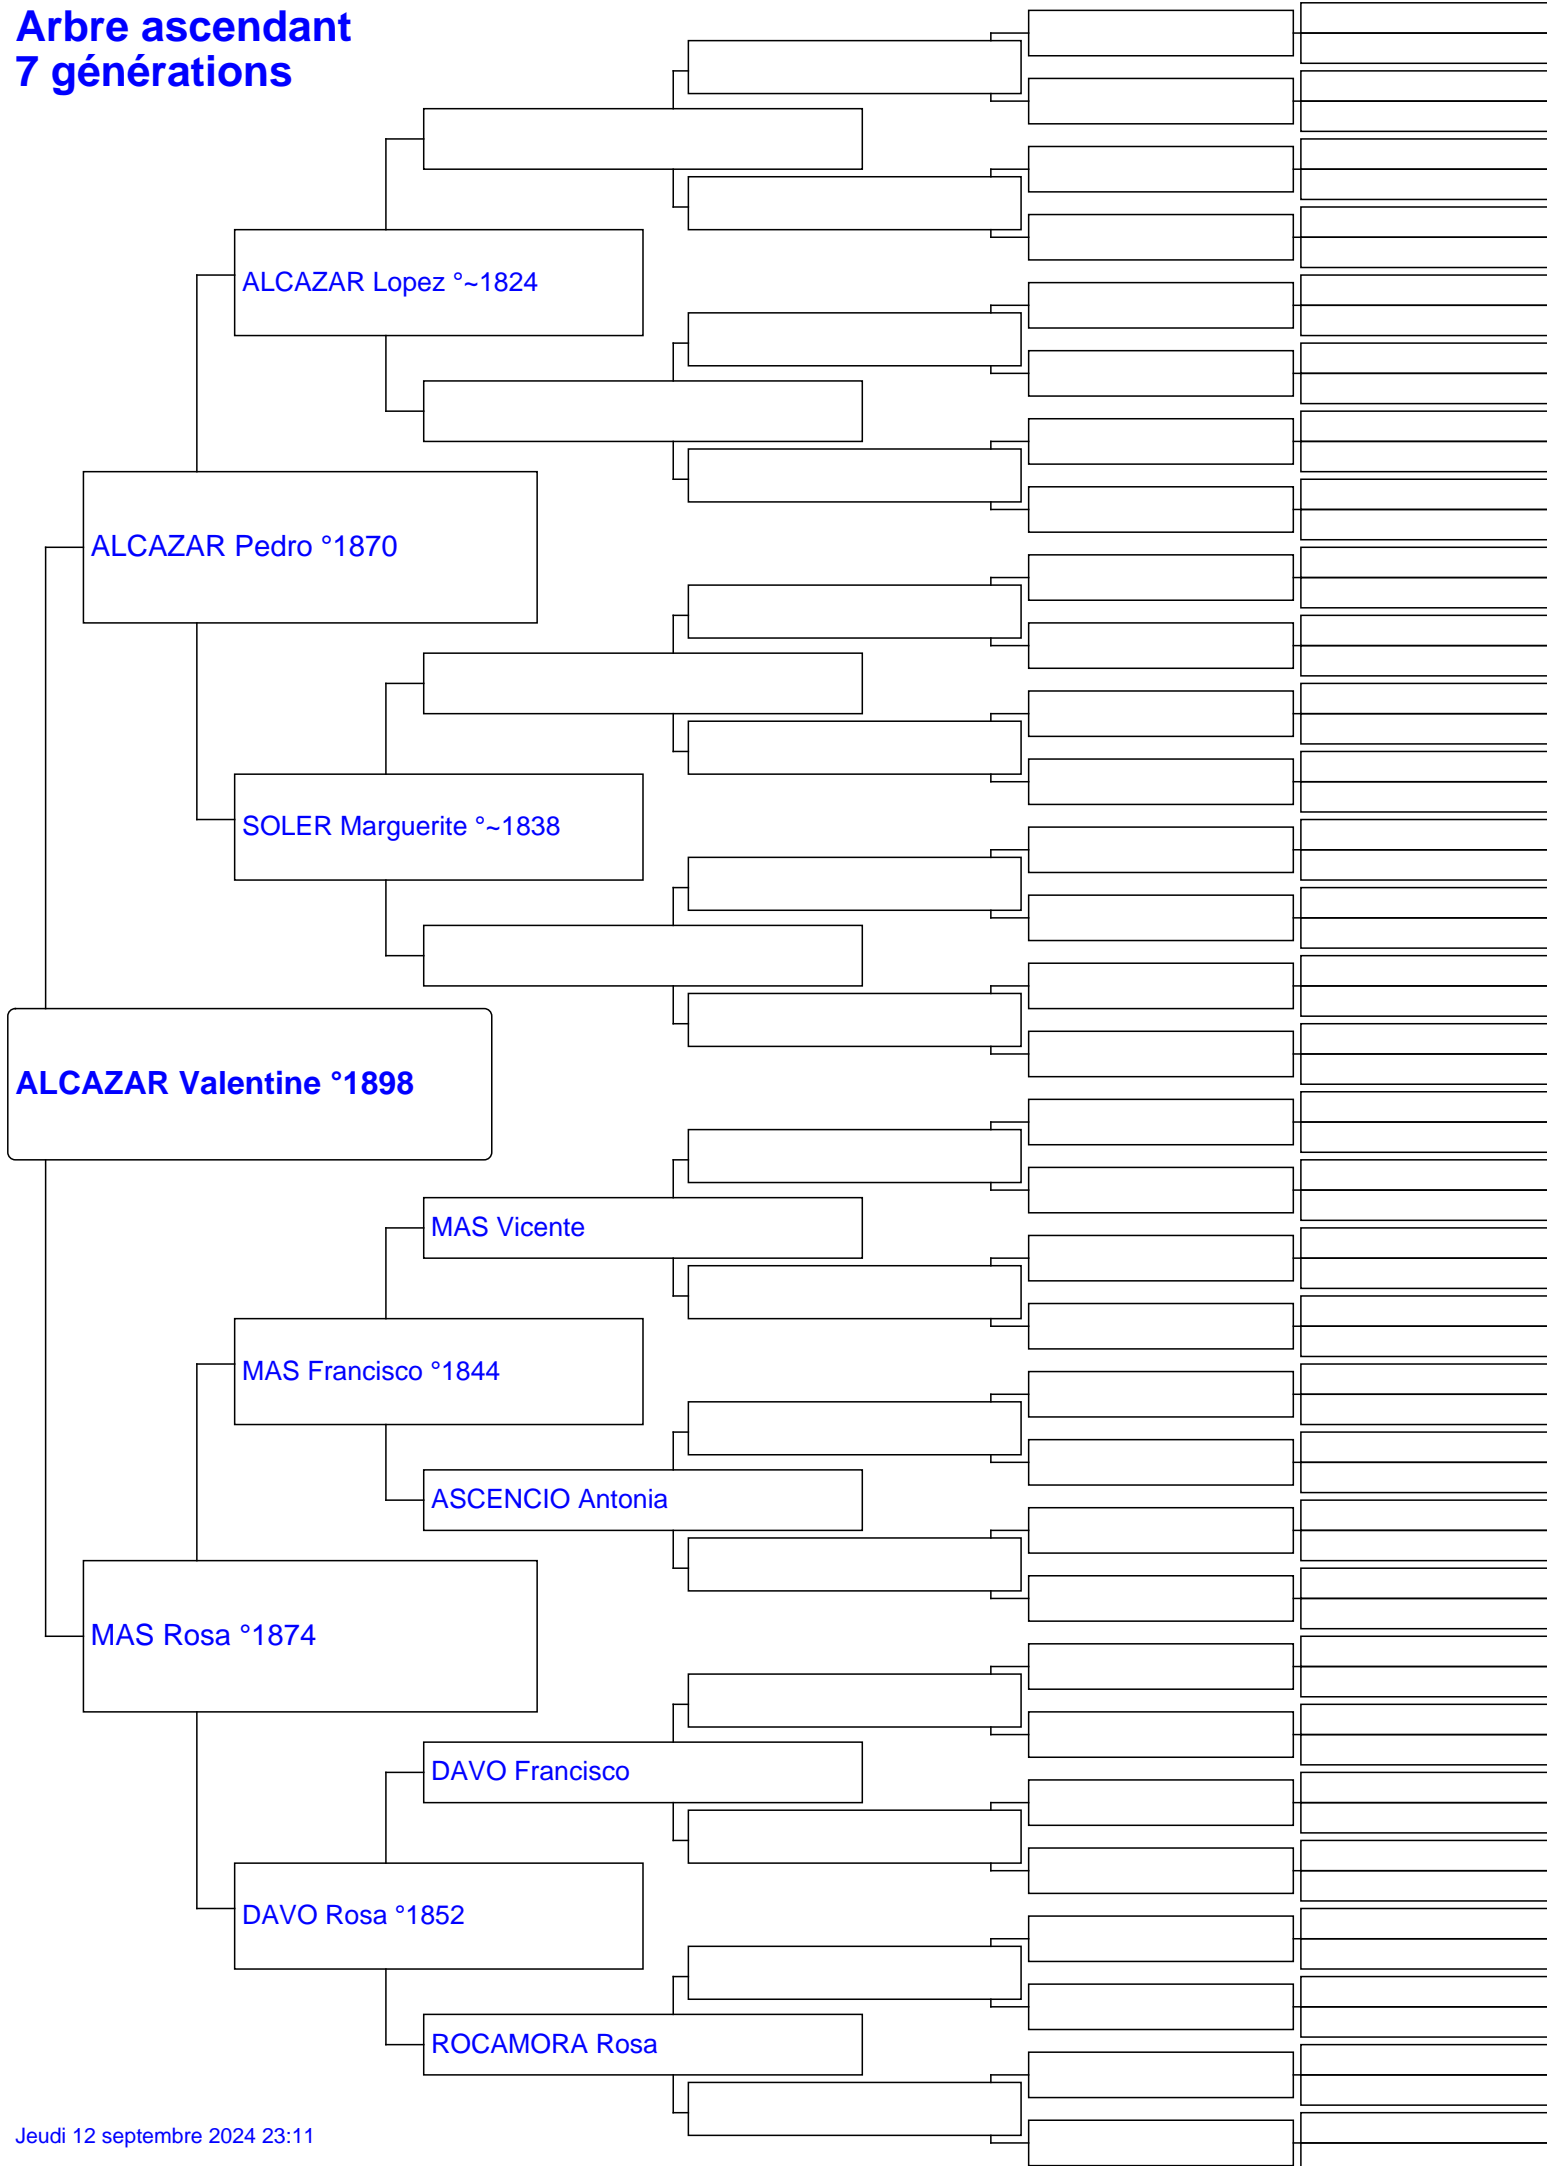 Arbre ascendant
7 générations
ALCAZAR Lopez °~1824
ALCAZAR Pedro °1870
SOLER Marguerite °~1838
ALCAZAR Valentine °1898
MAS Vicente
MAS Francisco °1844
ASCENCIO Antonia
MAS Rosa °1874
DAVO Francisco
DAVO Rosa °1852
ROCAMORA Rosa
Jeudi 12 septembre 2024 23:11